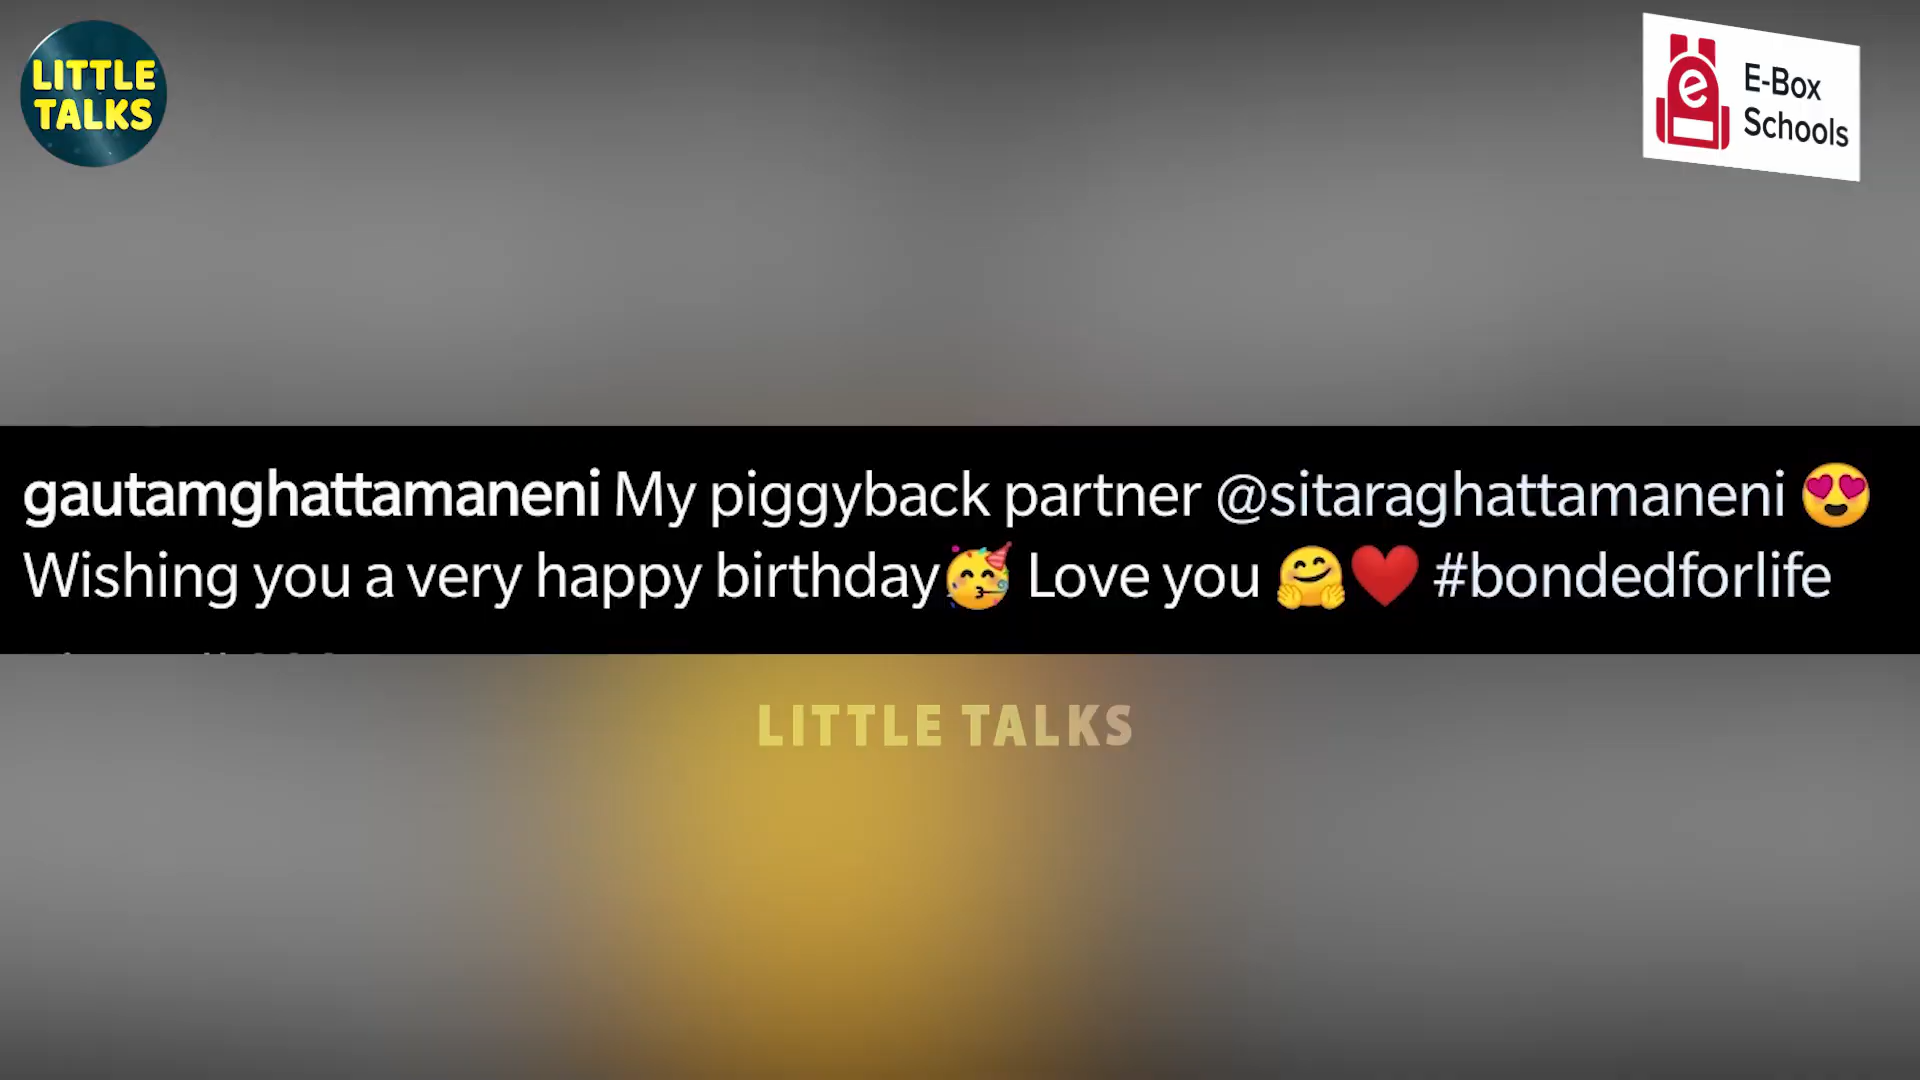 LITTLE
TALKS
e
E-Box
Schools
gautamghattamaneni My piggyback partner @sitaraghattamaneni 😍
Wishing you a very happy birthday🥳 Love you 🤗❤️ #bondedforlife
LITTLE TALKS